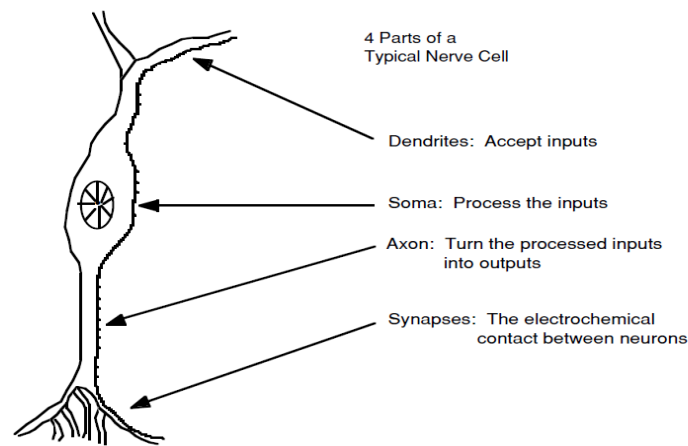 4 Parts of a
Typical Nerve Cell
Dendrites: Accept inputs
Soma: Process the inputs
Axon: Turn the processed inputs
into outputs
Synapses: The electrochemical
contact between neurons